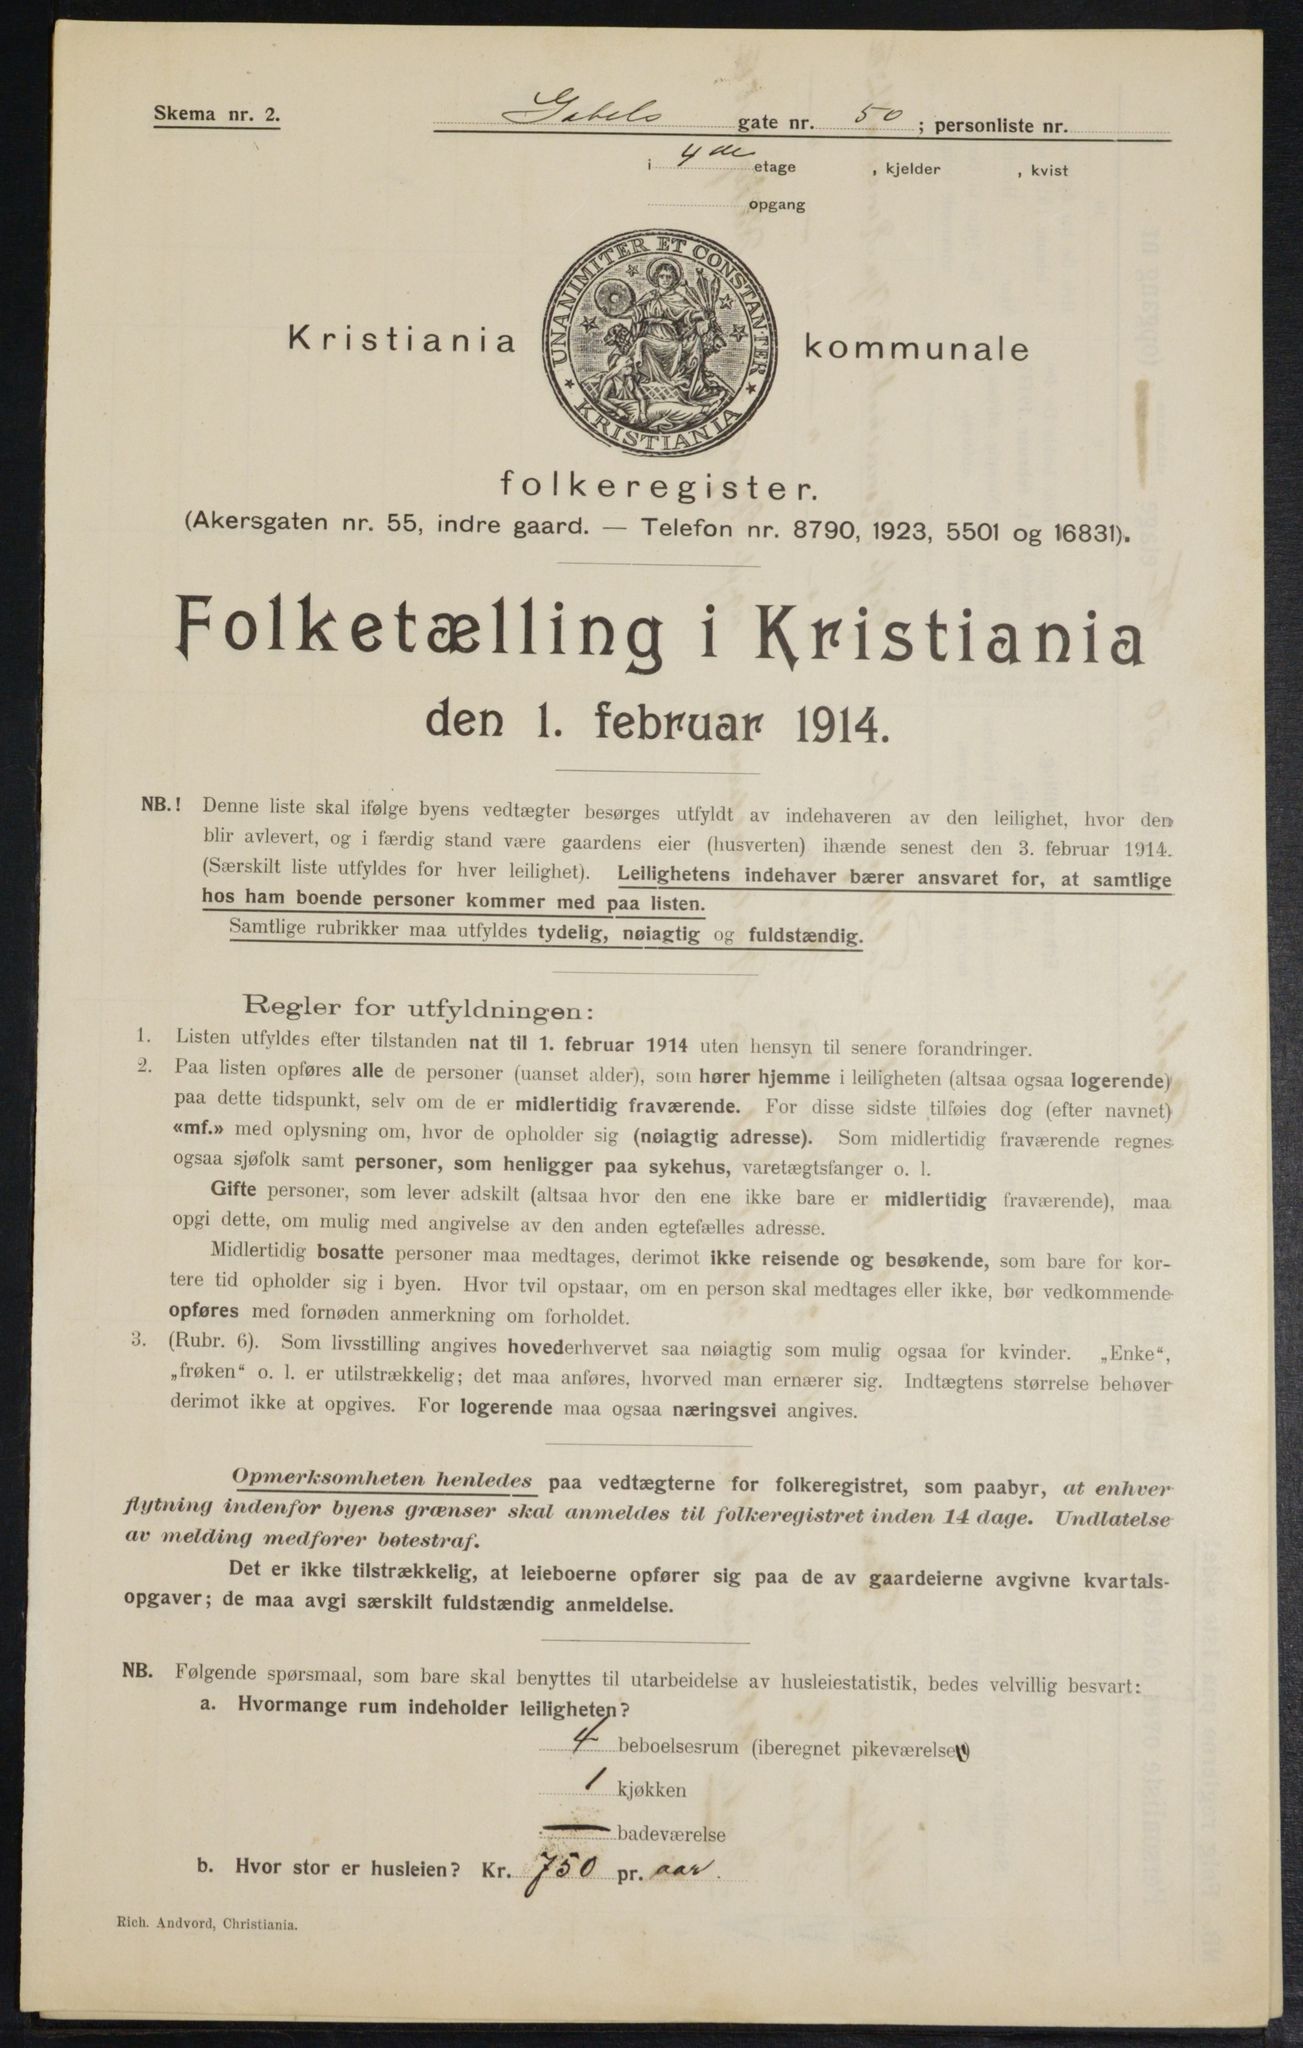 Skema nr. 2.
Gabels gate nr. 50 ; personliste nr.
i 4de etage , kjelder , kvist
opgang
UNANIMITER ET CONSTANTER
KRISTIANIA
Kristiania kommunale
folkeregister.
(Akersgaten nr. 55, indre gaard. — Telefon nr. 8790, 1923, 5501 og 16831).
Folketælling i Kristiania
den 1. februar 1914.
NB.! Denne liste skal ifølge byens vedtægter besørges utfyldt av indehaveren av den leilighet, hvor den
blir avlevert, og i færdig stand være gaardens eier (husverten) ihænde senest den 3. februar 1914.
(Særskilt liste utfyldes for hver leilighet). Leilighetens indehaver bærer ansvaret for, at samtlige
hos ham boende personer kommer med paa listen.
Samtlige rubrikker maa utfyldes tydelig, nøiagtig og fuldstændig.
Regler for utfyldningen:
1. Listen utfyldes efter tilstanden nat til 1. februar 1914 uten hensyn til senere forandringer.
2. Paa listen opføres alle de personer (uanset alder), som hører hjemme i leiligheten (altsaa ogsaa logerende)
paa dette tidspunkt, selv om de er midlertidig fraværende. For disse sidste tilføies dog (efter navnet)
«mf.» med oplysning om, hvor de opholder sig (nøiagtig adresse). Som midlertidig fraværende regnes
ogsaa sjøfolk samt personer, som henligger paa sykehus, varetægtsfanger o. l.
Gifte personer, som lever adskilt (altsaa hvor den ene ikke bare er midlertidig fraværende), maa
opgi dette, om mulig med angivelse av den anden egtefælles adresse.
Midlertidig bosatte personer maa medtages, derimot ikke reisende og besøkende, som bare for kor-
tere tid opholder sig i byen. Hvor tvil opstaar, om en person skal medtages eller ikke, bør vedkommende
opføres med fornøden anmerkning om forholdet.
3. (Rubr. 6). Som livsstilling angives hovederhvervet saa nøiagtig som mulig ogsaa for kvinder. „Enke“,
„frøken“ o. l. er utilstrækkelig; det maa anføres, hvorved man ernærer sig. Indtægtens størrelse behøver
derimot ikke at opgives. For logerende maa ogsaa næringsvei angives.
Opmerksomheten henledes paa vedtægterne for folkeregistret, som paabyr, at enhver
flytning indenfor byens grænser skal anmeldes til folkeregistret inden 14 dage. Undlatelse
av melding medfører bøtestraf.
Det er ikke tilstrækkelig, at leieboerne opfører sig paa de av gaardeierne avgivne kvartals-
opgaver; de maa avgi særskilt fuldstændig anmeldelse.
NB. Følgende spørsmaal, som bare skal benyttes til utarbeidelse av husleiestatistik, bedes velvillig besvart:
a. Hvormange rum indeholder leiligheten?
4 beboelsesrum (iberegnet pikeværelse)
1 kjøkken
— badeværelse
b. Hvor stor er husleien? Kr. 750 pr. aar.
Rich. Andvord, Christiania.